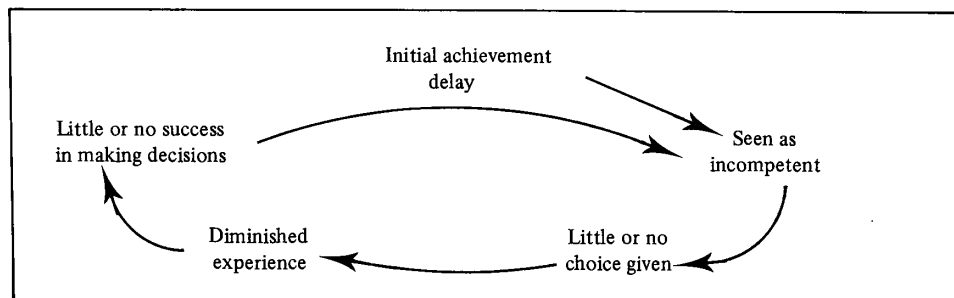 Initial achievement
delay
Seen as
incompetent
Little or no
choice given
Diminished
experience
Little or no success
in making decisions